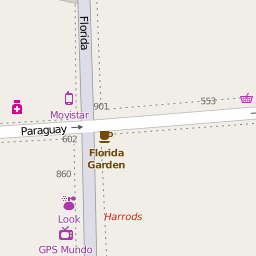 Florida
901
553
Movistar
Paraguay
602
Florida
Garden
860
Look
Harrods
GPS Mundo